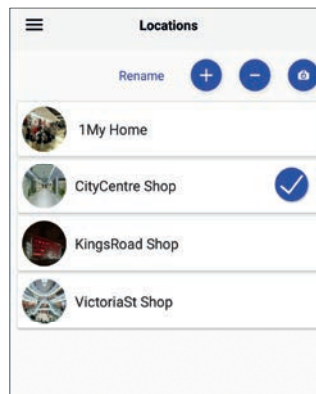 Locations
Rename
1My Home
CityCentre Shop
KingsRoad Shop
VictoriaSt Shop